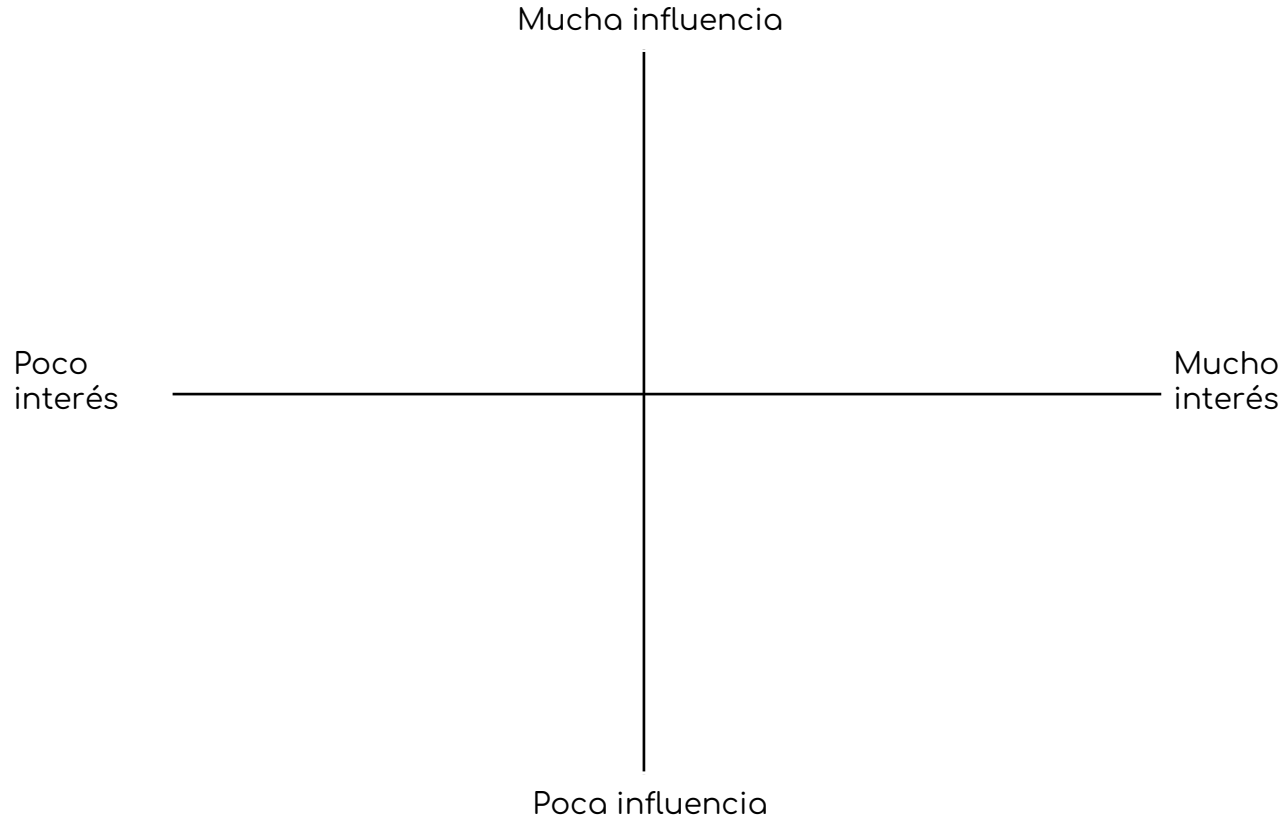 Mucha influencia
Poco
interés
Mucho
interés
Poca influencia